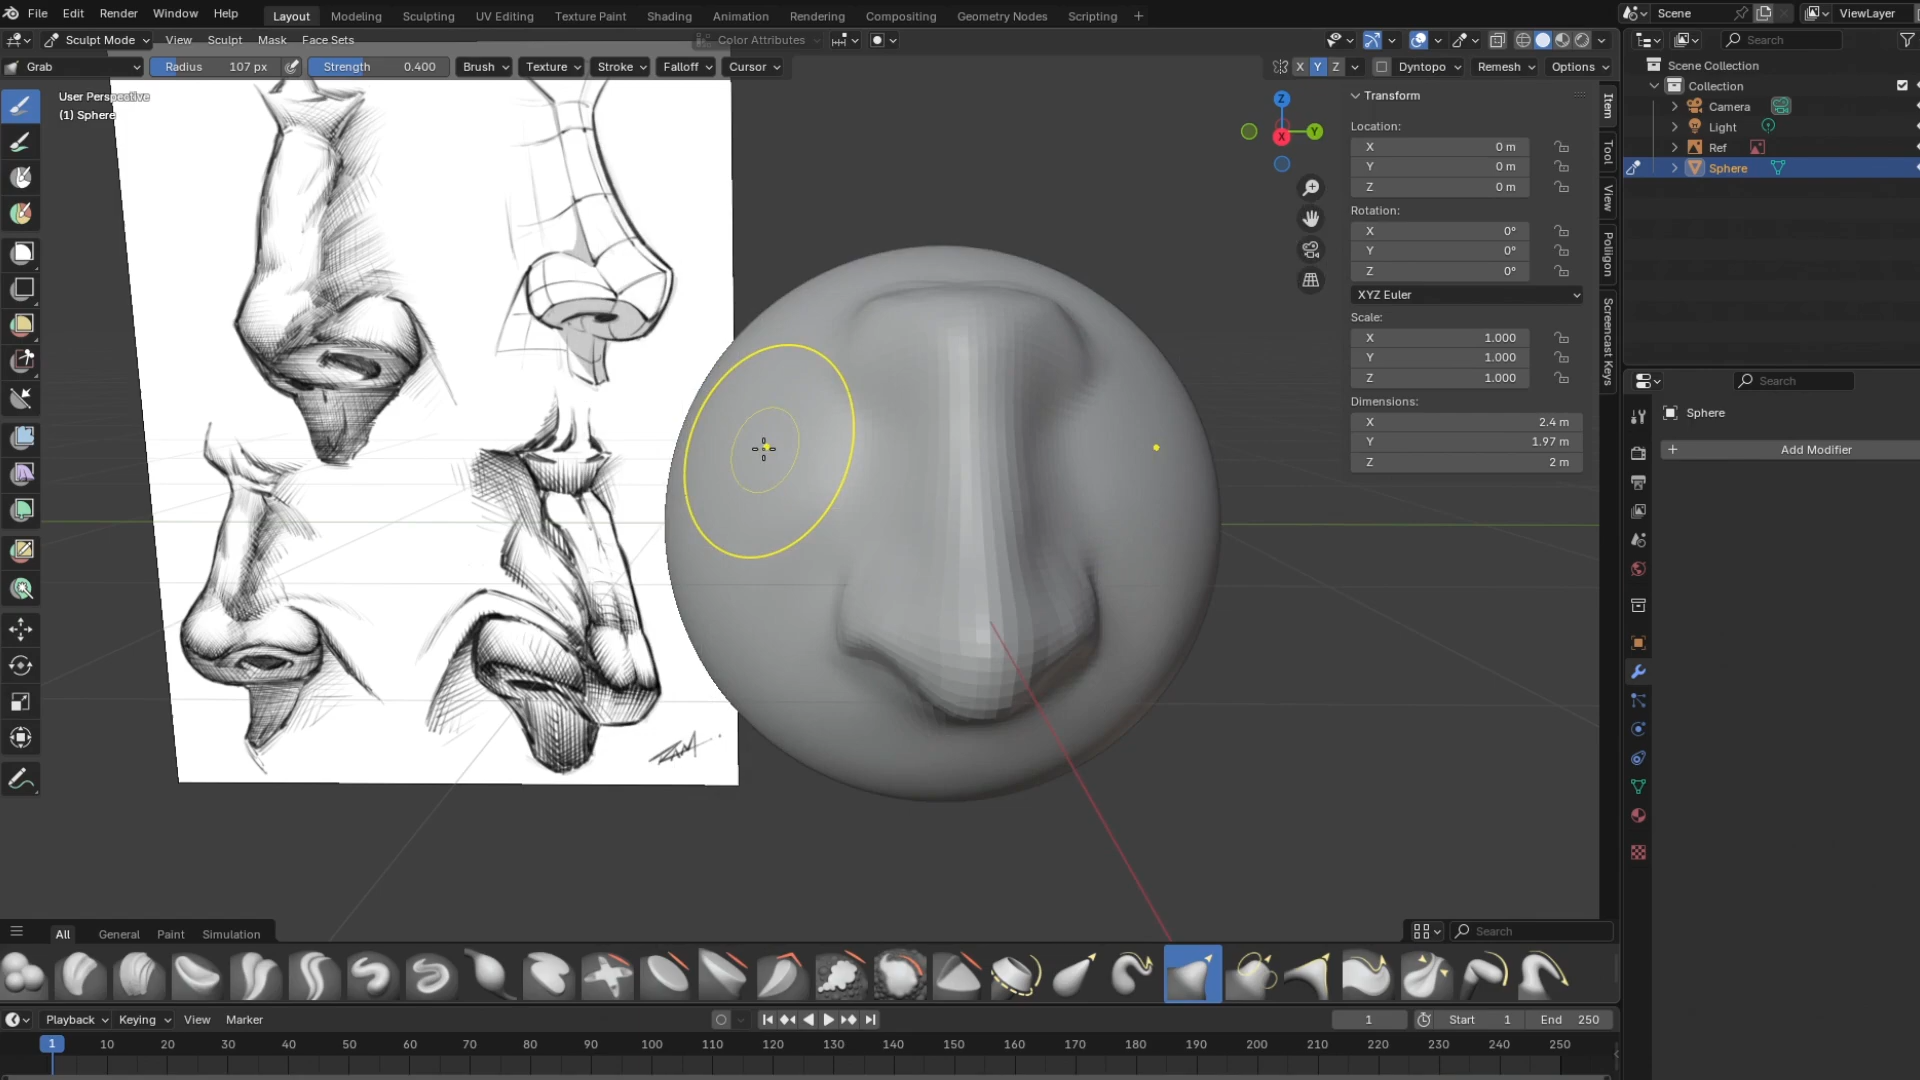 File Edit Render Window Help Layout Modeling Sculpting UV Editing Texture Paint Shading Animation Rendering Compositing Geometry Nodes Scripting + Scene ViewLayer
Sculpt Mode View Sculpt Mask Face Sets Color Attributes Search
Grab Radius 107 px Strength 0.400 Brush Texture Stroke Falloff Cursor X Y Z Dyntopo Remesh Options
User Perspective
(1) Sphere
Z
Y
X
Transform
Location:
X 0 m
Y 0 m
Z 0 m
Rotation:
X 0°
Y 0°
Z 0°
XYZ Euler
Scale:
X 1.000
Y 1.000
Z 1.000
Dimensions:
X 2.4 m
Y 1.97 m
Z 2 m
Item
Tool
View
Poliigon
Screencast Keys
Scene Collection
Collection
Camera
Light
Ref
Sphere
Search
Sphere
+ Add Modifier
All General Paint Simulation Search
Playback Keying View Marker 1 Start 1 End 250
1 10 20 30 40 50 60 70 80 90 100 110 120 130 140 150 160 170 180 190 200 210 220 230 240 250